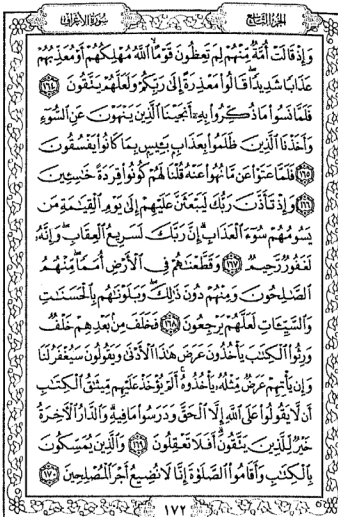 سورة الأعراف
الجزء التاسع
وَإِذْ قَالَتْ أُمَّةٌ مِّنْهُمْ لِمَ تَعِظُونَ قَوْمًا ٱللَّهُ مُهْلِكُهُمْ أَوْ مُعَذِّبُهُمْ
عَذَابًا شَدِيدًا قَالُوا۟ مَعْذِرَةً إِلَىٰ رَبِّكُمْ وَلَعَلَّهُمْ يَتَّقُونَ ١٦٤
فَلَمَّا نَسُوا۟ مَا ذُكِّرُوا۟ بِهِۦٓ أَنجَيْنَا ٱلَّذِينَ يَنْهَوْنَ عَنِ ٱلسُّوٓءِ
وَأَخَذْنَا ٱلَّذِينَ ظَلَمُوا۟ بِعَذَابٍۭ بَـِٔيسٍۭ بِمَا كَانُوا۟ يَفْسُقُونَ
١٦٥ فَلَمَّا عَتَوْا۟ عَن مَّا نُهُوا۟ عَنْهُ قُلْنَا لَهُمْ كُونُوا۟ قِرَدَةً خَٰسِـِٔينَ
١٦٦ وَإِذْ تَأَذَّنَ رَبُّكَ لَيَبْعَثَنَّ عَلَيْهِمْ إِلَىٰ يَوْمِ ٱلْقِيَٰمَةِ مَن
يَسُومُهُمْ سُوٓءَ ٱلْعَذَابِ إِنَّ رَبَّكَ لَسَرِيعُ ٱلْعِقَابِ وَإِنَّهُۥ
لَغَفُورٌ رَّحِيمٌ ١٦٧ وَقَطَّعْنَٰهُمْ فِى ٱلْأَرْضِ أُمَمًا مِّنْهُمُ
ٱلصَّٰلِحُونَ وَمِنْهُمْ دُونَ ذَٰلِكَ وَبَلَوْنَٰهُم بِٱلْحَسَنَٰتِ
وَٱلسَّيِّـَٔاتِ لَعَلَّهُمْ يَرْجِعُونَ ١٦٨ فَخَلَفَ مِنۢ بَعْدِهِمْ خَلْفٌ
وَرِثُوا۟ ٱلْكِتَٰبَ يَأْخُذُونَ عَرَضَ هَٰذَا ٱلْأَدْنَىٰ وَيَقُولُونَ سَيُغْفَرُ لَنَا
وَإِن يَأْتِهِمْ عَرَضٌ مِّثْلُهُۥ يَأْخُذُوهُ أَلَمْ يُؤْخَذْ عَلَيْهِم مِّيثَٰقُ ٱلْكِتَٰبِ
أَن لَّا يَقُولُوا۟ عَلَى ٱللَّهِ إِلَّا ٱلْحَقَّ وَدَرَسُوا۟ مَا فِيهِ وَٱلدَّارُ ٱلْءَاخِرَةُ
خَيْرٌ لِّلَّذِينَ يَتَّقُونَ أَفَلَا تَعْقِلُونَ ١٦٩ وَٱلَّذِينَ يُمَسِّكُونَ
بِٱلْكِتَٰبِ وَأَقَامُوا۟ ٱلصَّلَوٰةَ إِنَّا لَا نُضِيعُ أَجْرَ ٱلْمُصْلِحِينَ ١٧٠
١٧٢